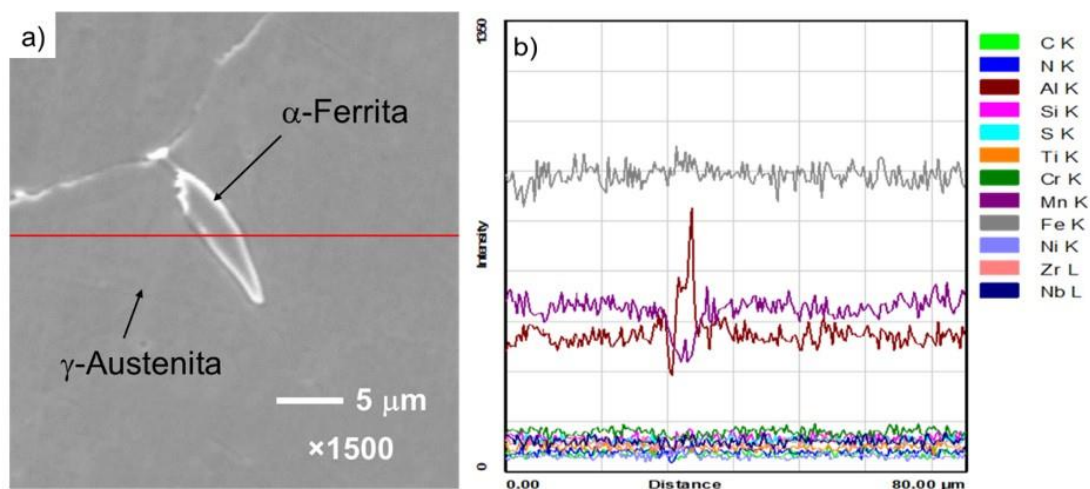 a)
α-Ferrita
γ-Austenita
5 μm
×1500
b)
1350
Intensity
0
0.00 Distance 80.00 μm
C K
N K
Al K
Si K
S K
Ti K
Cr K
Mn K
Fe K
Ni K
Zr L
Nb L